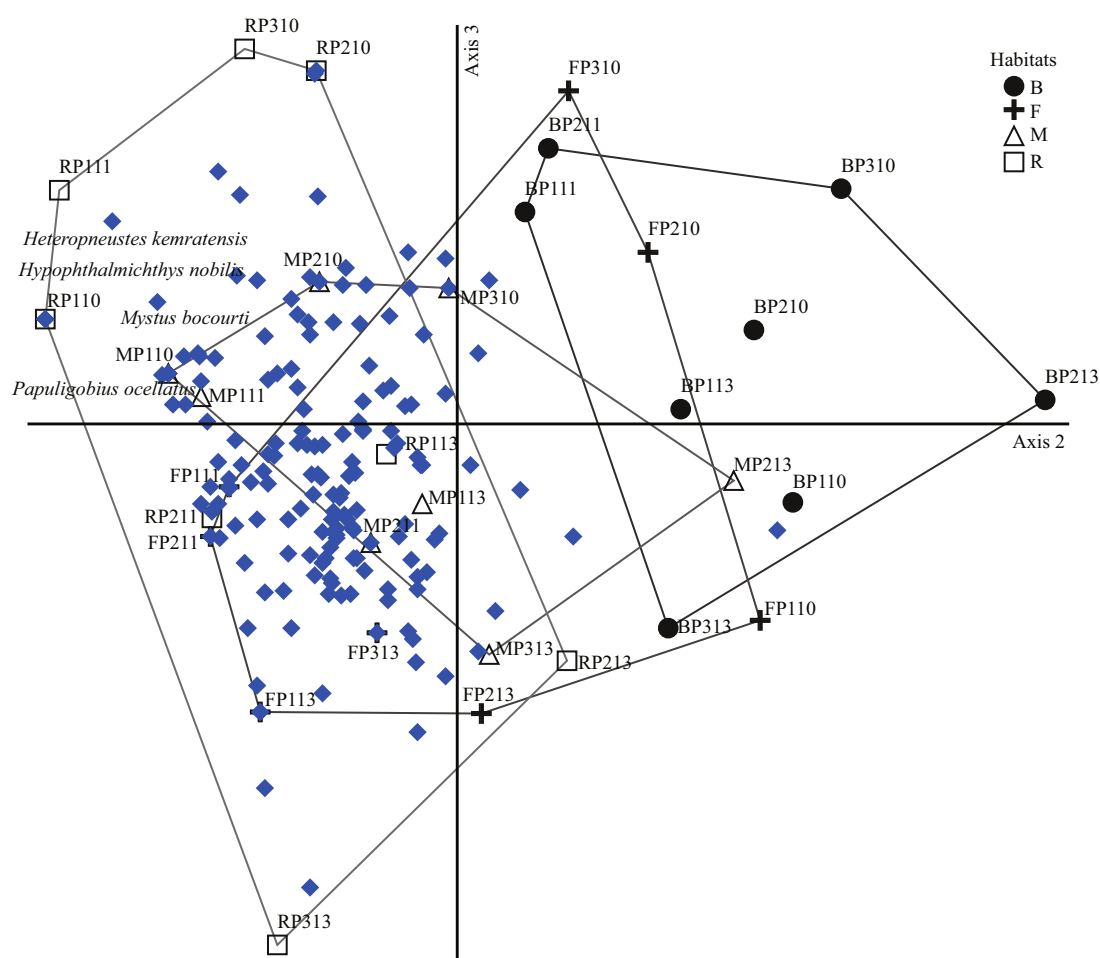 RP310
RP210
Axis 3
FP310
Habitats
B
F
M
R
BP211
RP111
BP310
BP111
FP210
Heteropneustes kemratensis
MP210
Hypophthalmichthys nobilis
RP110
MP310
BP210
Mystus bocourti
MP110
BP213
Papuligobius ocellatus
MP111
BP113
Axis 2
RP113
FP111
MP213
BP110
MP113
RP211
MP211
FP211
FP110
BP313
FP313
MP313
RP213
FP113
FP213
RP313